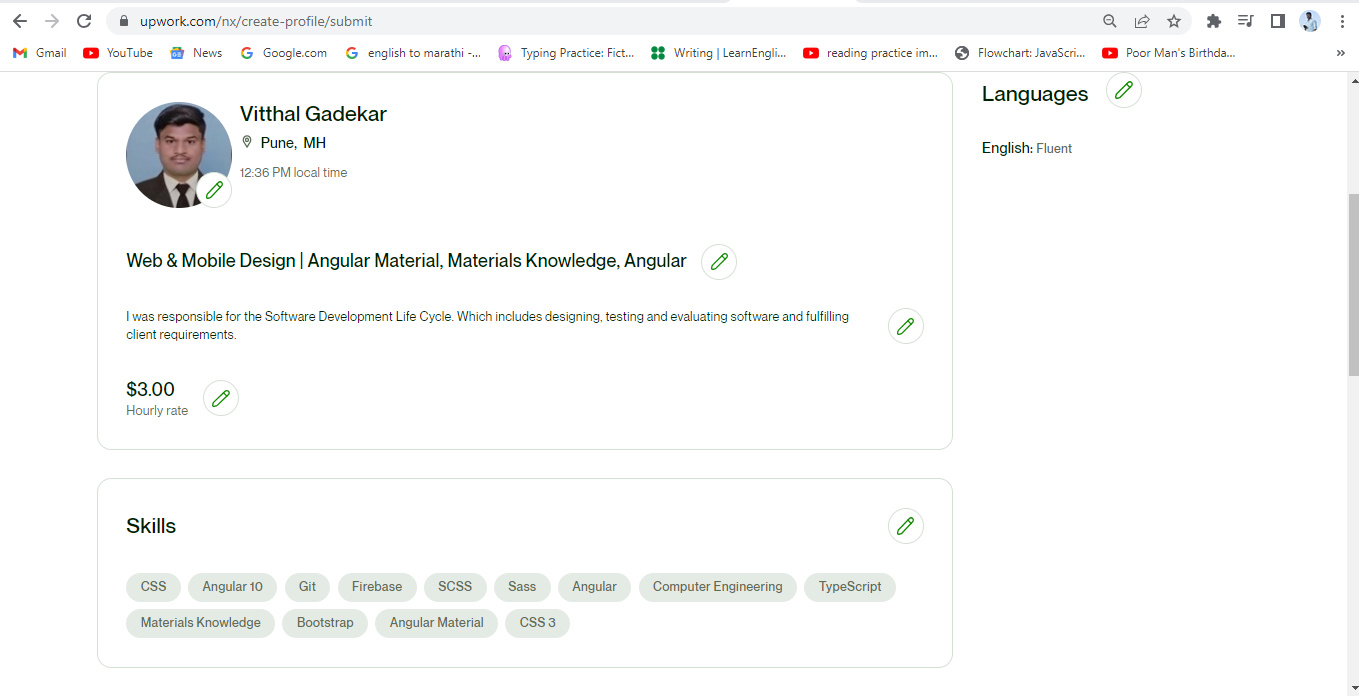 upwork.com/nx/create-profile/submit
Gmail YouTube News Google.com english to marathi -... Typing Practice: Fict... Writing | LearnEngli... reading practice im... Flowchart: JavaScri... Poor Man's Birthda... »
Vitthal Gadekar
Pune, MH
12:36 PM local time
Languages
English: Fluent
Web & Mobile Design | Angular Material, Materials Knowledge, Angular
I was responsible for the Software Development Life Cycle. Which includes designing, testing and evaluating software and fulfilling
client requirements.
$3.00
Hourly rate
Skills
CSS Angular 10 Git Firebase SCSS Sass Angular Computer Engineering TypeScript
Materials Knowledge Bootstrap Angular Material CSS 3